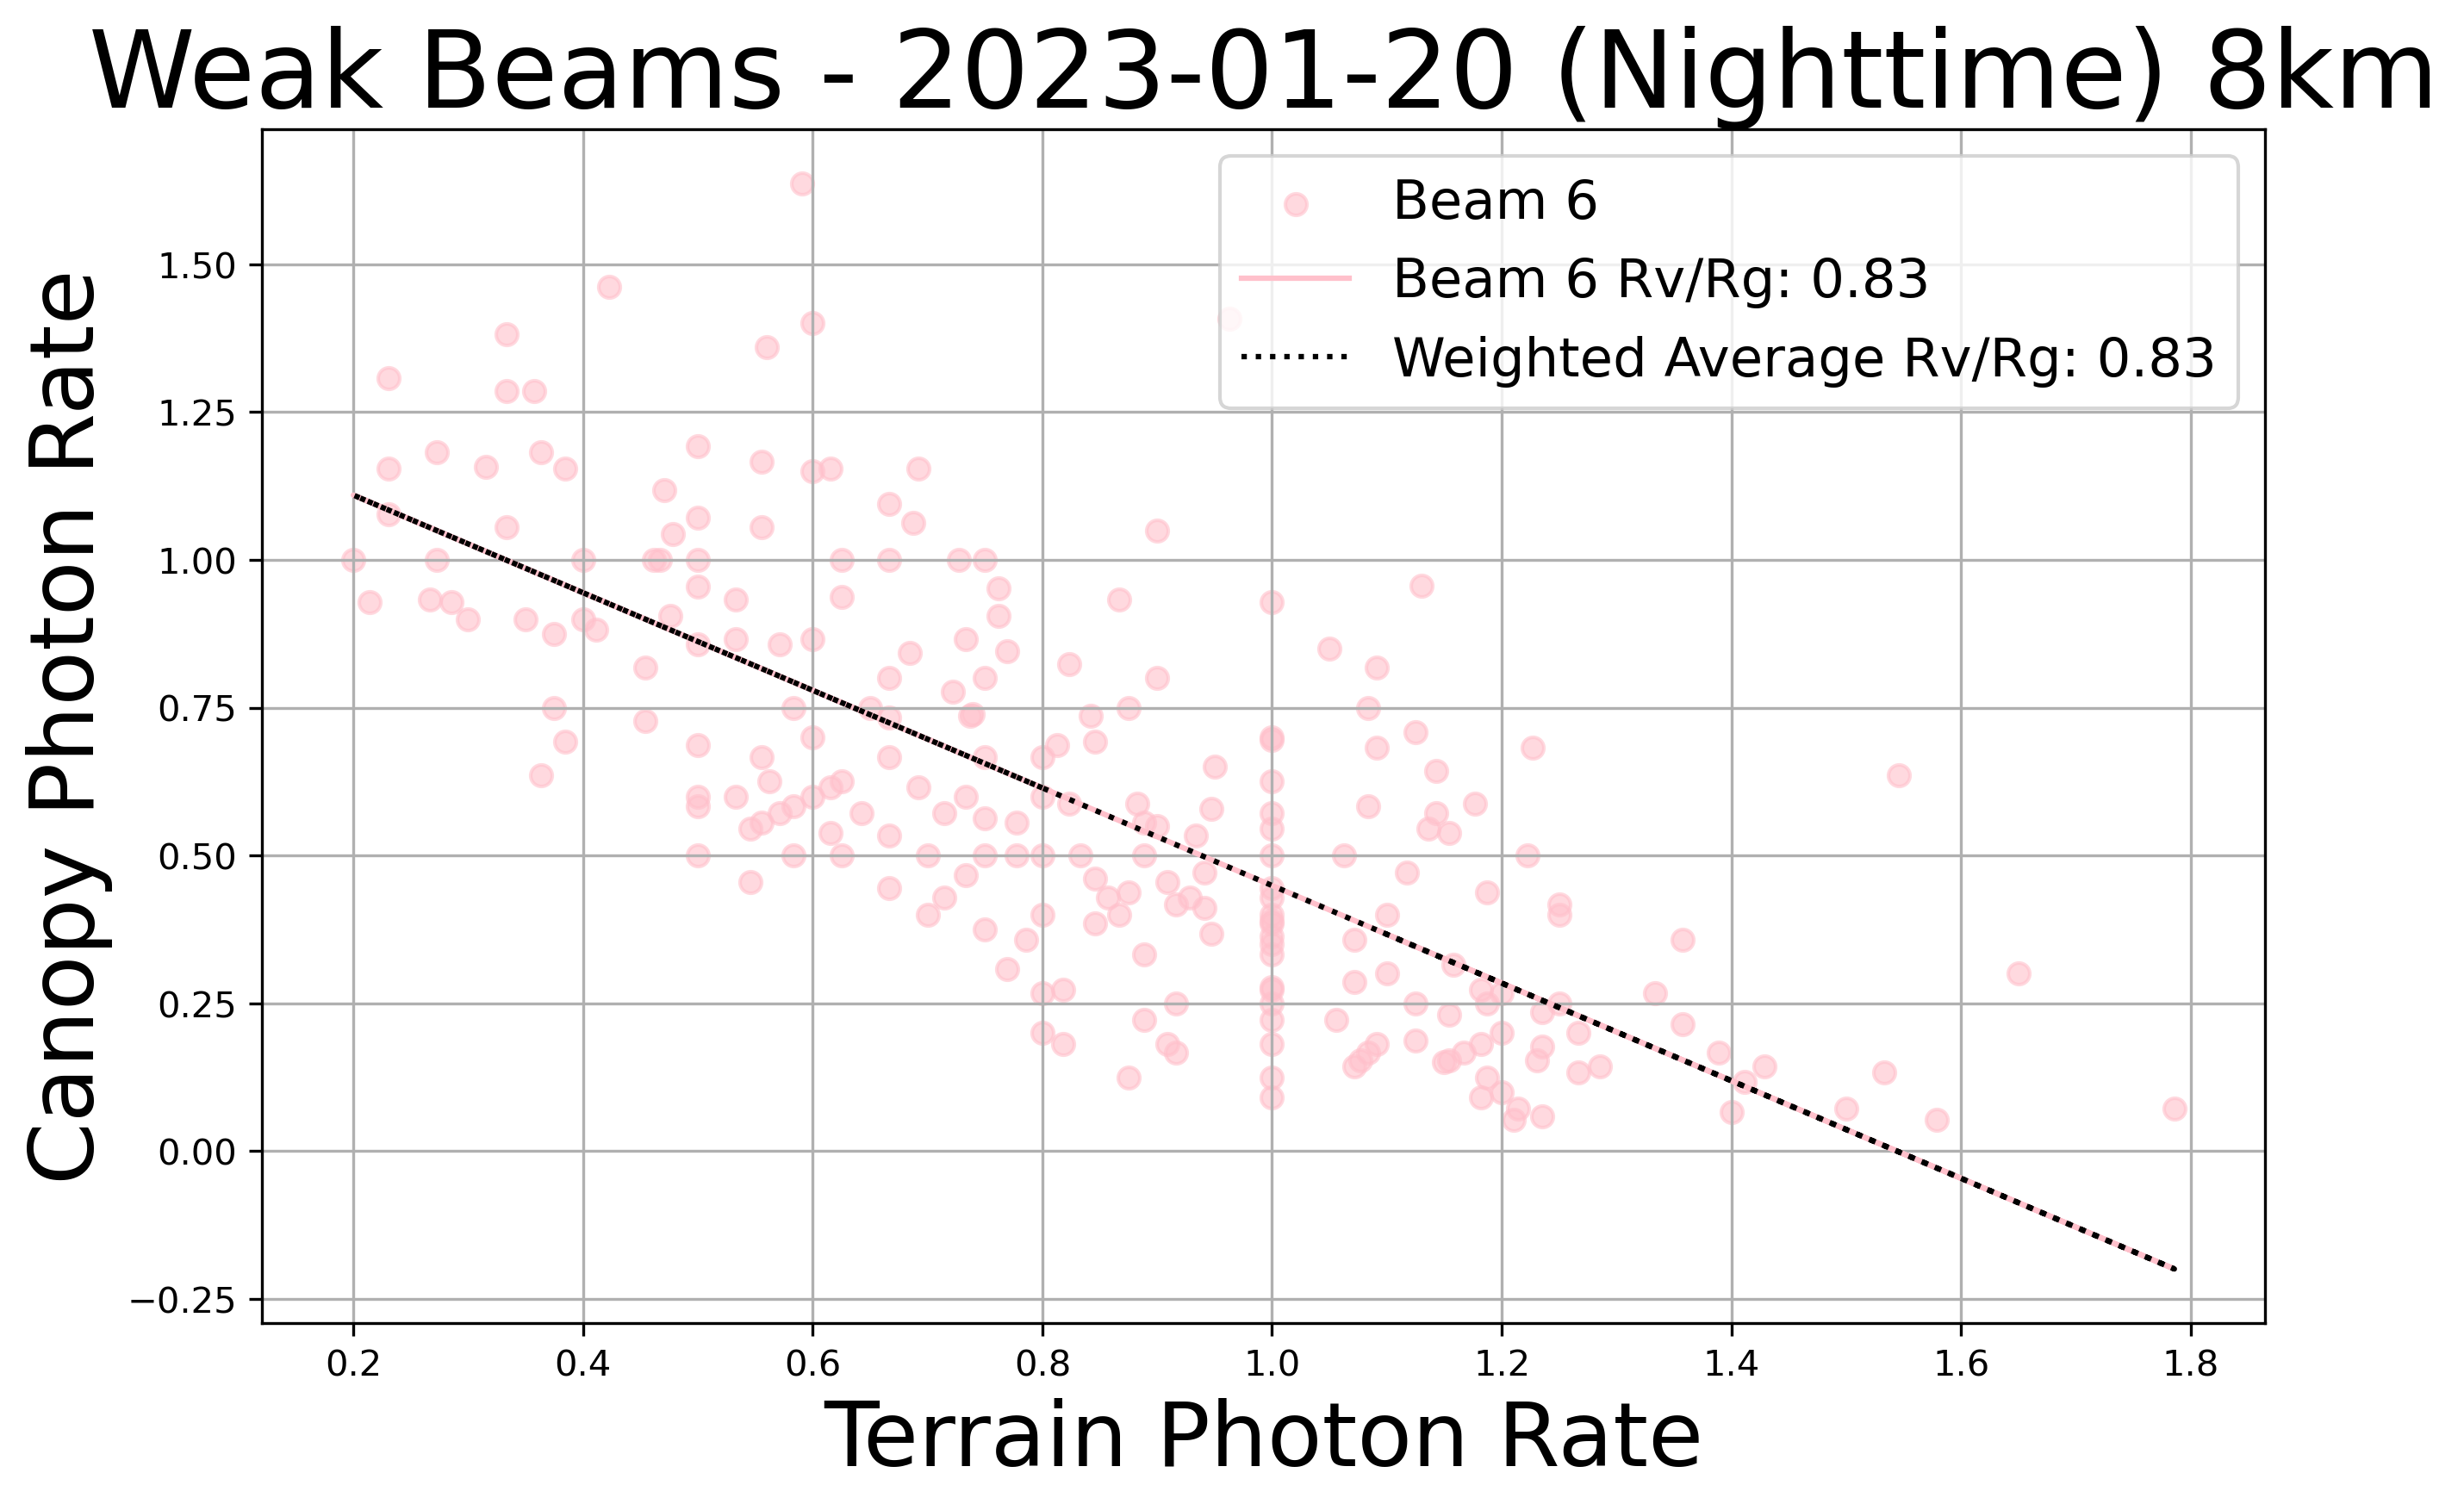 Weak Beams - 2023-01-20 (Nighttime) 8km
Beam 6
Beam 6 Rv/Rg: 0.83
Weighted Average Rv/Rg: 0.83
Canopy Photon Rate
1.50
1.25
1.00
0.75
0.50
0.25
0.00
−0.25
0.2 0.4 0.6 0.8 1.0 1.2 1.4 1.6 1.8
Terrain Photon Rate